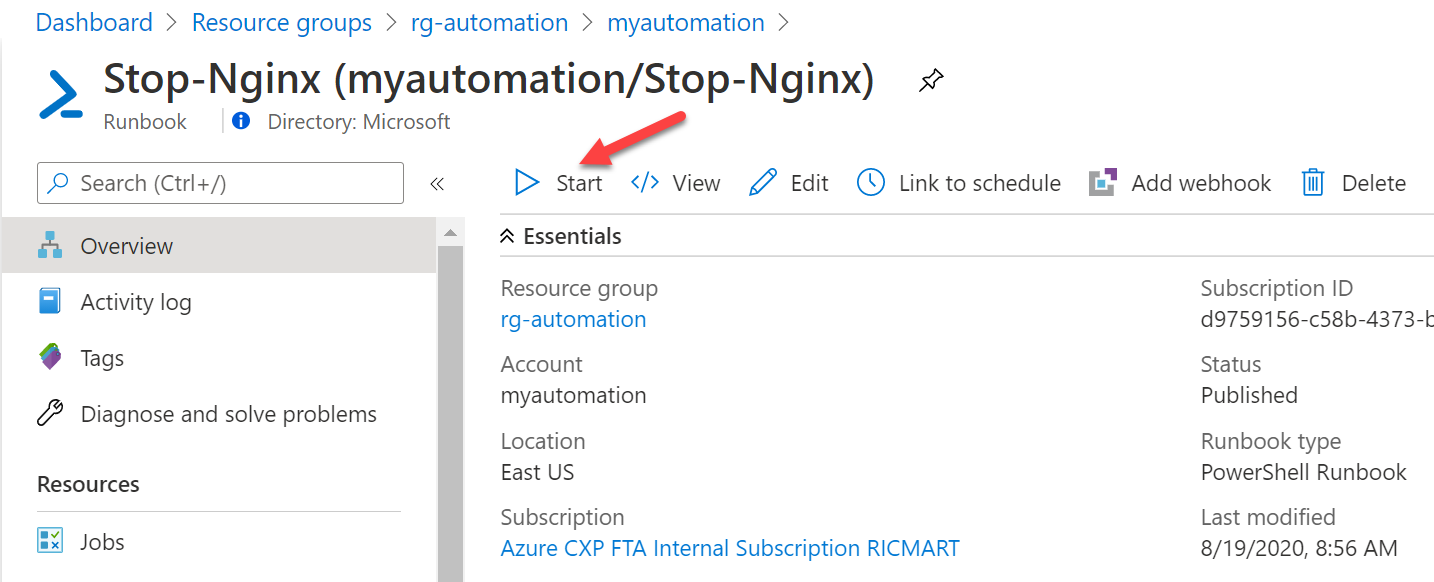 Dashboard > Resource groups > rg-automation > myautomation >
Stop-Nginx (myautomation/Stop-Nginx)
Runbook Directory: Microsoft
Search (Ctrl+/) «
Start View Edit Link to schedule Add webhook Delete
Overview
Activity log
Tags
Diagnose and solve problems
Resources
Jobs
Essentials
Resource group
rg-automation
Account
myautomation
Location
East US
Subscription
Azure CXP FTA Internal Subscription RICMART
Subscription ID
d9759156-c58b-4373-b
Status
Published
Runbook type
PowerShell Runbook
Last modified
8/19/2020, 8:56 AM